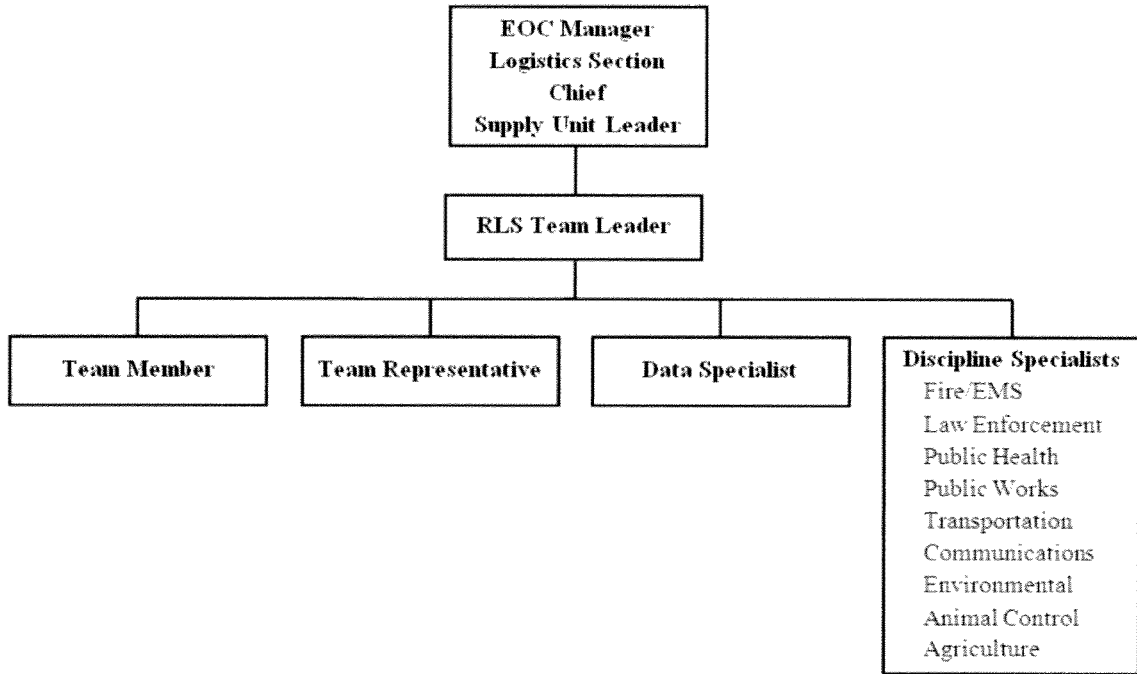 EOC Manager
Logistics Section
Chief
Supply Unit Leader
RLS Team Leader
Team Member
Team Representative
Data Specialist
Discipline Specialists
Fire/EMS
Law Enforcement
Public Health
Public Works
Transportation
Communications
Environmental
Animal Control
Agriculture